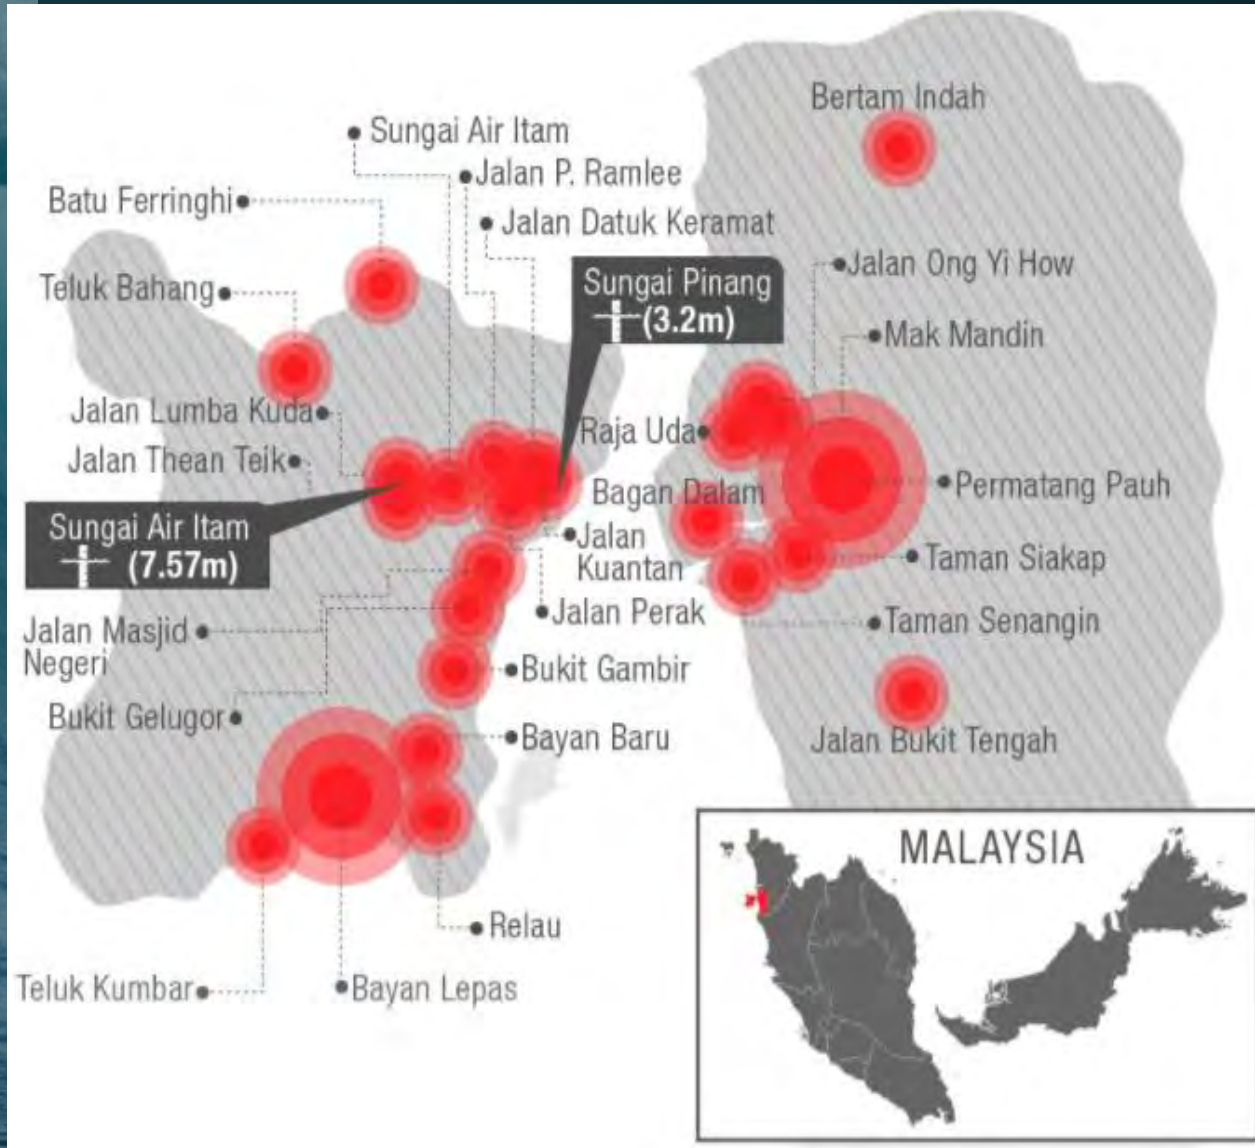 Bertam Indah
Sungai Air Itam
Jalan P. Ramlee
Batu Ferringhi
Jalan Datuk Keramat
Jalan Ong Yi How
Sungai Pinang
(3.2m)
Teluk Bahang
Mak Mandin
Jalan Lumba Kuda
Raja Uda
Jalan Thean Teik
Bagan Dalam
Permatang Pauh
Sungai Air Itam
(7.57m)
Jalan
Kuantan
Taman Siakap
Jalan Perak
Taman Senangin
Jalan Masjid
Negeri
Bukit Gambir
Bukit Gelugor
Bayan Baru
Jalan Bukit Tengah
MALAYSIA
Relau
Teluk Kumbar
Bayan Lepas